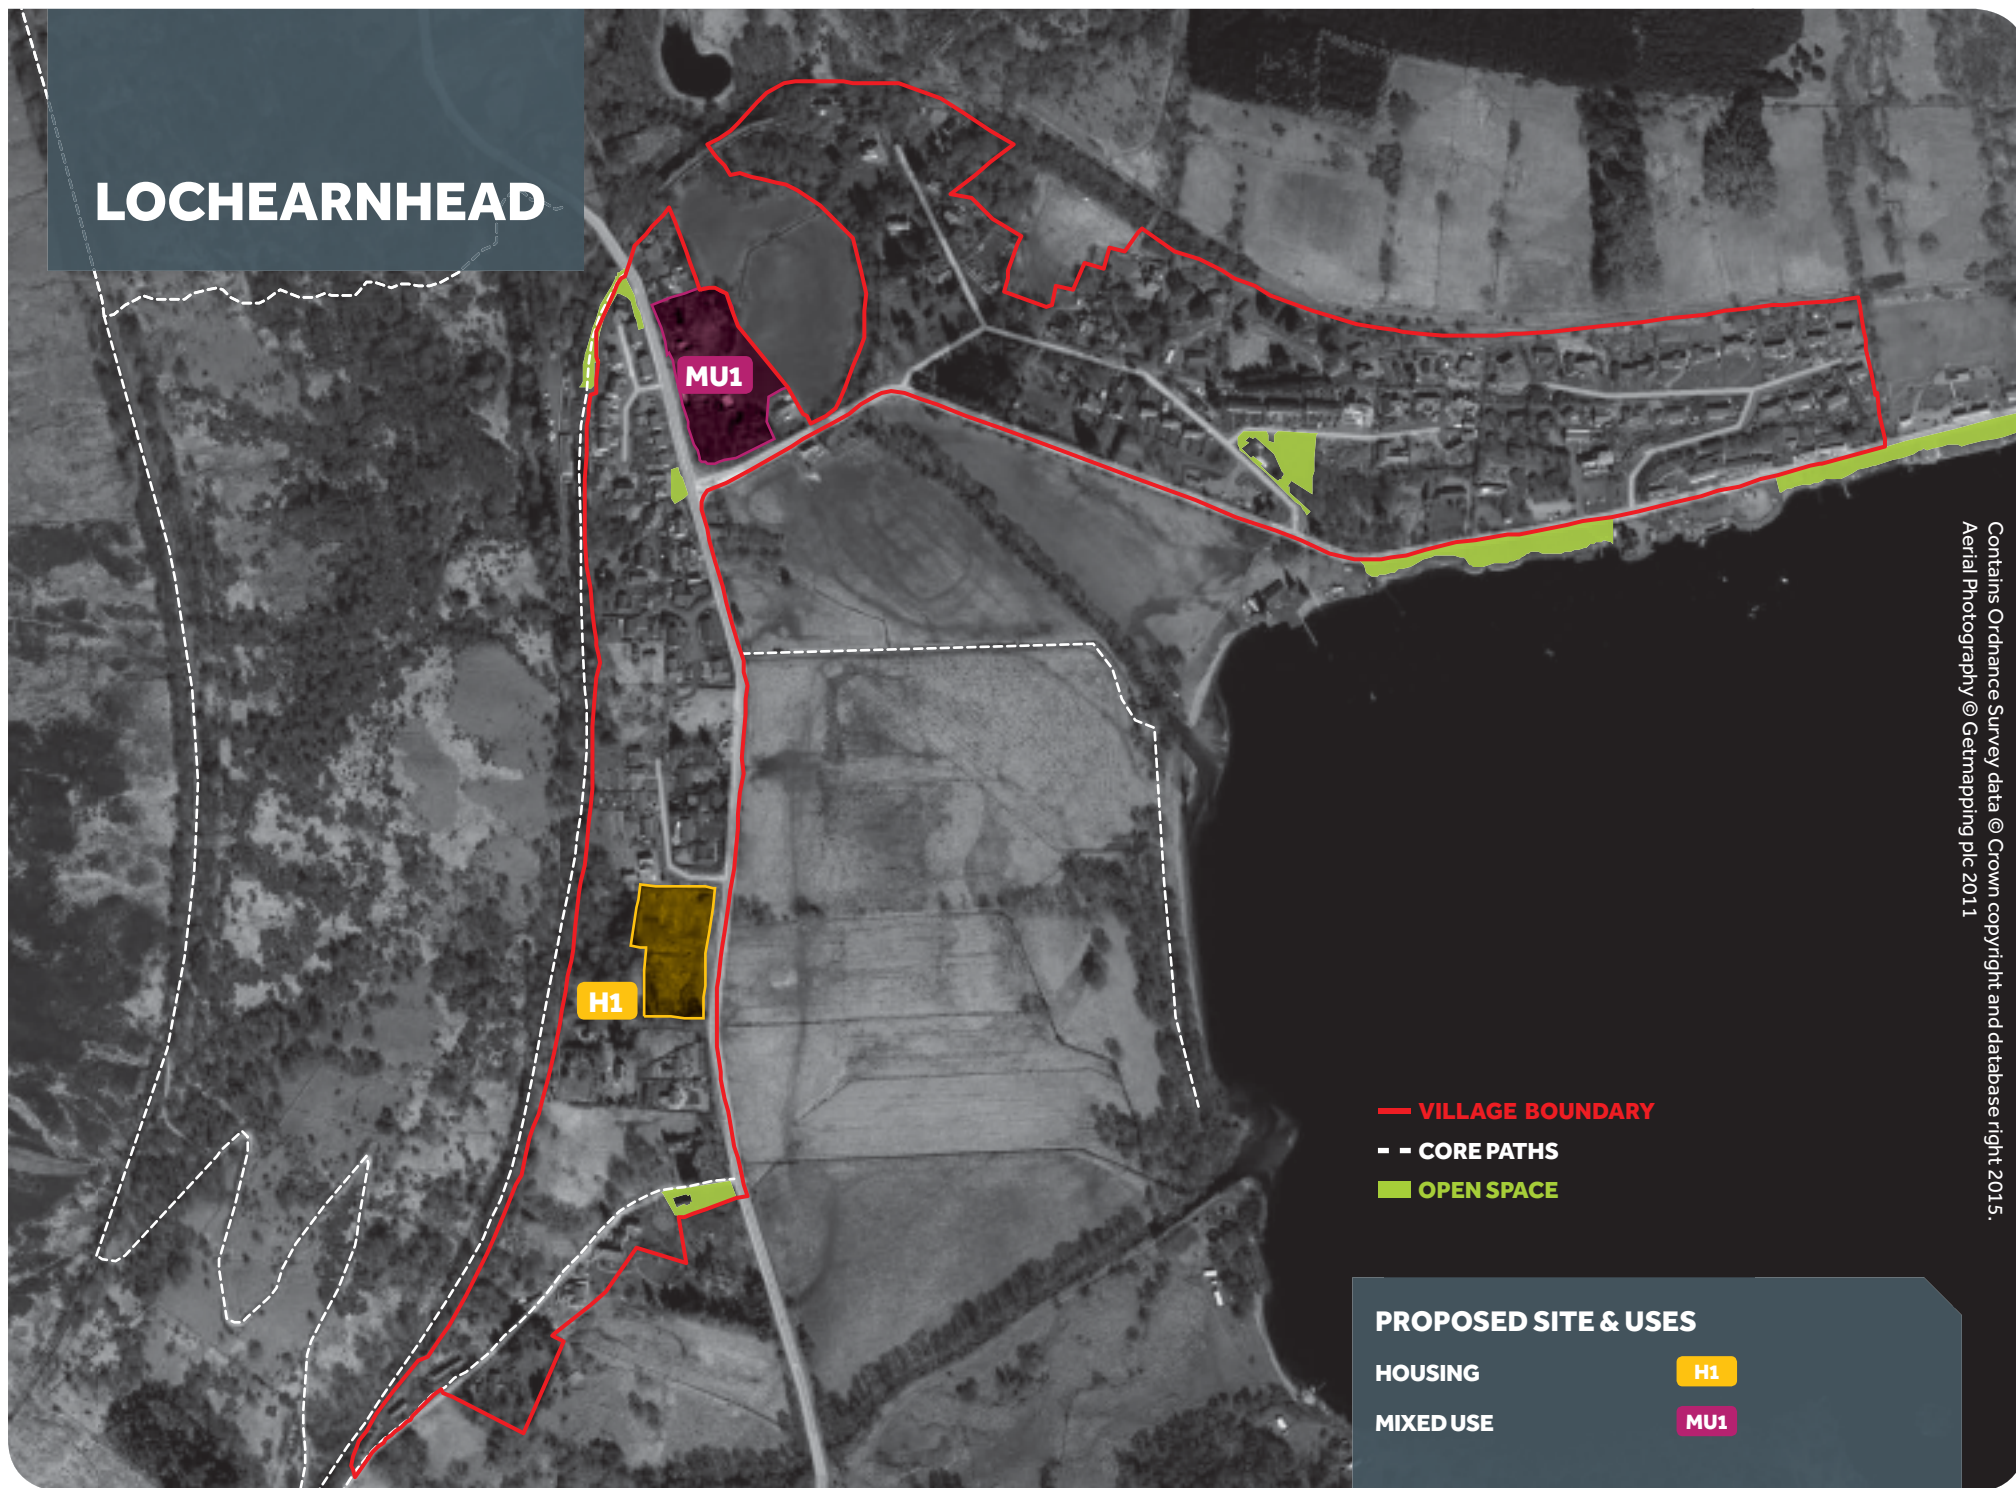 LOCHEARNHEAD
MU1
H1
Contains Ordnance Survey data © Crown copyright and database right 2015.
Aerial Photography © Getmapping plc 2011
VILLAGE BOUNDARY
CORE PATHS
OPEN SPACE
PROPOSED SITE & USES
HOUSING H1
MIXED USE MU1